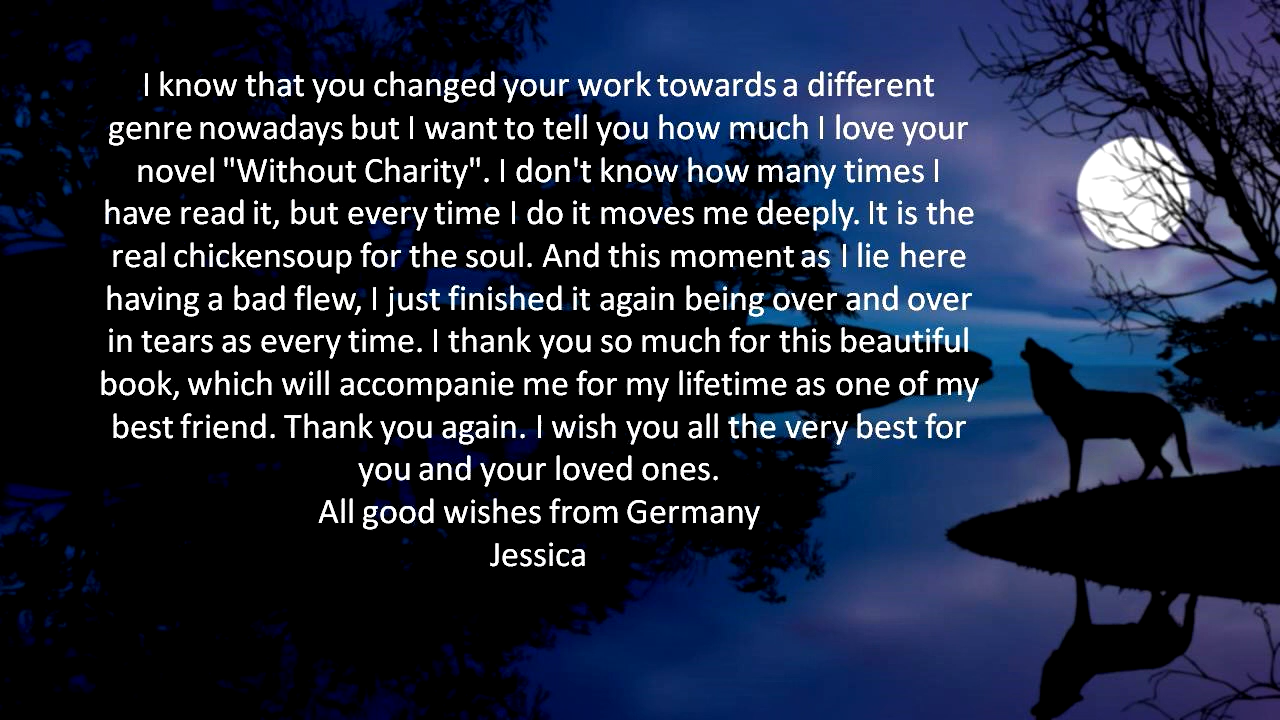 I know that you changed your work towards a different
genre nowadays but I want to tell you how much I love your
novel "Without Charity". I don't know how many times I
have read it, but every time I do it moves me deeply. It is the
real chickensoup for the soul. And this moment as I lie here
having a bad flew, I just finished it again being over and over
in tears as every time. I thank you so much for this beautiful
book, which will accompanie me for my lifetime as one of my
best friend. Thank you again. I wish you all the very best for
you and your loved ones.
All good wishes from Germany
Jessica